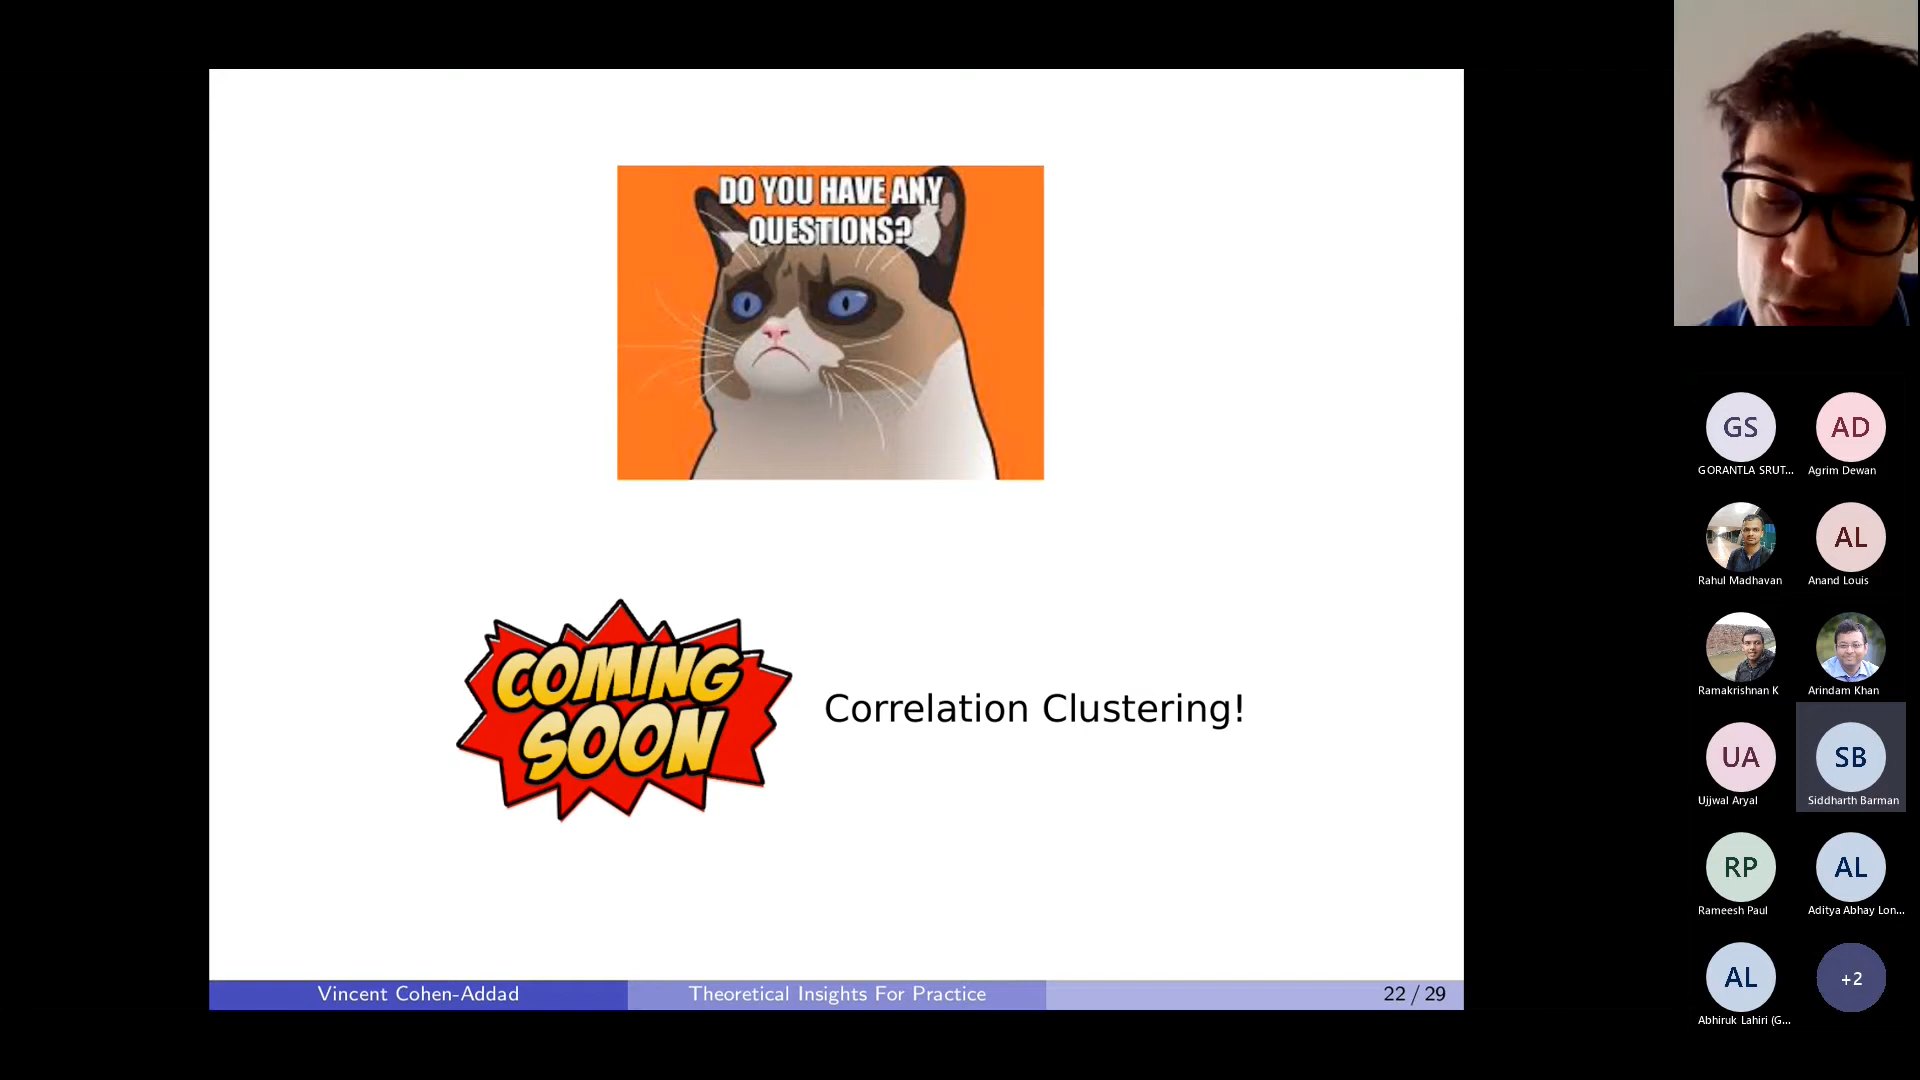 DO YOU HAVE ANY
QUESTIONS?
COMING
SOON
Correlation Clustering!
Vincent Cohen-Addad
Theoretical Insights For Practice
22 / 29
GS
GORANTLA SRUT...
AD
Agrim Dewan
Rahul Madhavan
AL
Anand Louis
Ramakrishnan K
Arindam Khan
UA
Ujjwal Aryal
SB
Siddharth Barman
RP
Rameesh Paul
AL
Aditya Abhay Lon...
AL
Abhiruk Lahiri (G...
+2